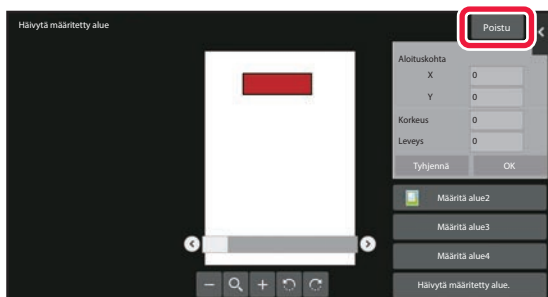 Häivytä määritetty alue
Poistu
Aloituskohta
X 0
Y 0
Korkeus 0
Leveys 0
Tyhjennä OK
Määritä alue2
Määritä alue3
Määritä alue4
Häivytä määritetty alue.